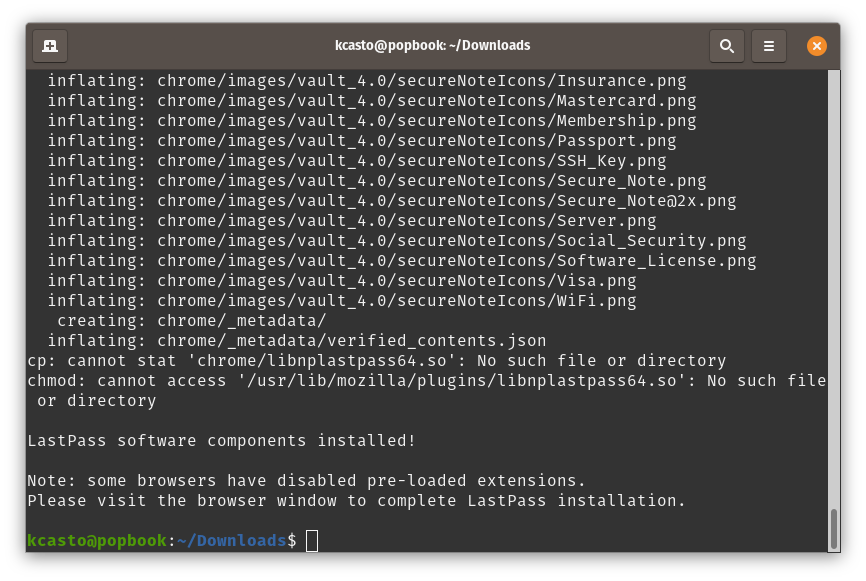 kcasto@popbook: ~/Downloads
inflating: chrome/images/vault_4.0/secureNoteIcons/Insurance.png
inflating: chrome/images/vault_4.0/secureNoteIcons/Mastercard.png
inflating: chrome/images/vault_4.0/secureNoteIcons/Membership.png
inflating: chrome/images/vault_4.0/secureNoteIcons/Passport.png
inflating: chrome/images/vault_4.0/secureNoteIcons/SSH_Key.png
inflating: chrome/images/vault_4.0/secureNoteIcons/Secure_Note.png
inflating: chrome/images/vault_4.0/secureNoteIcons/Secure_Note@2x.png
inflating: chrome/images/vault_4.0/secureNoteIcons/Server.png
inflating: chrome/images/vault_4.0/secureNoteIcons/Social_Security.png
inflating: chrome/images/vault_4.0/secureNoteIcons/Software_License.png
inflating: chrome/images/vault_4.0/secureNoteIcons/Visa.png
inflating: chrome/images/vault_4.0/secureNoteIcons/WiFi.png
creating: chrome/_metadata/
inflating: chrome/_metadata/verified_contents.json
cp: cannot stat 'chrome/libnplastpass64.so': No such file or directory
chmod: cannot access '/usr/lib/mozilla/plugins/libnplastpass64.so': No such file
or directory
LastPass software components installed!
Note: some browsers have disabled pre-loaded extensions.
Please visit the browser window to complete LastPass installation.
kcasto@popbook:~/Downloads$